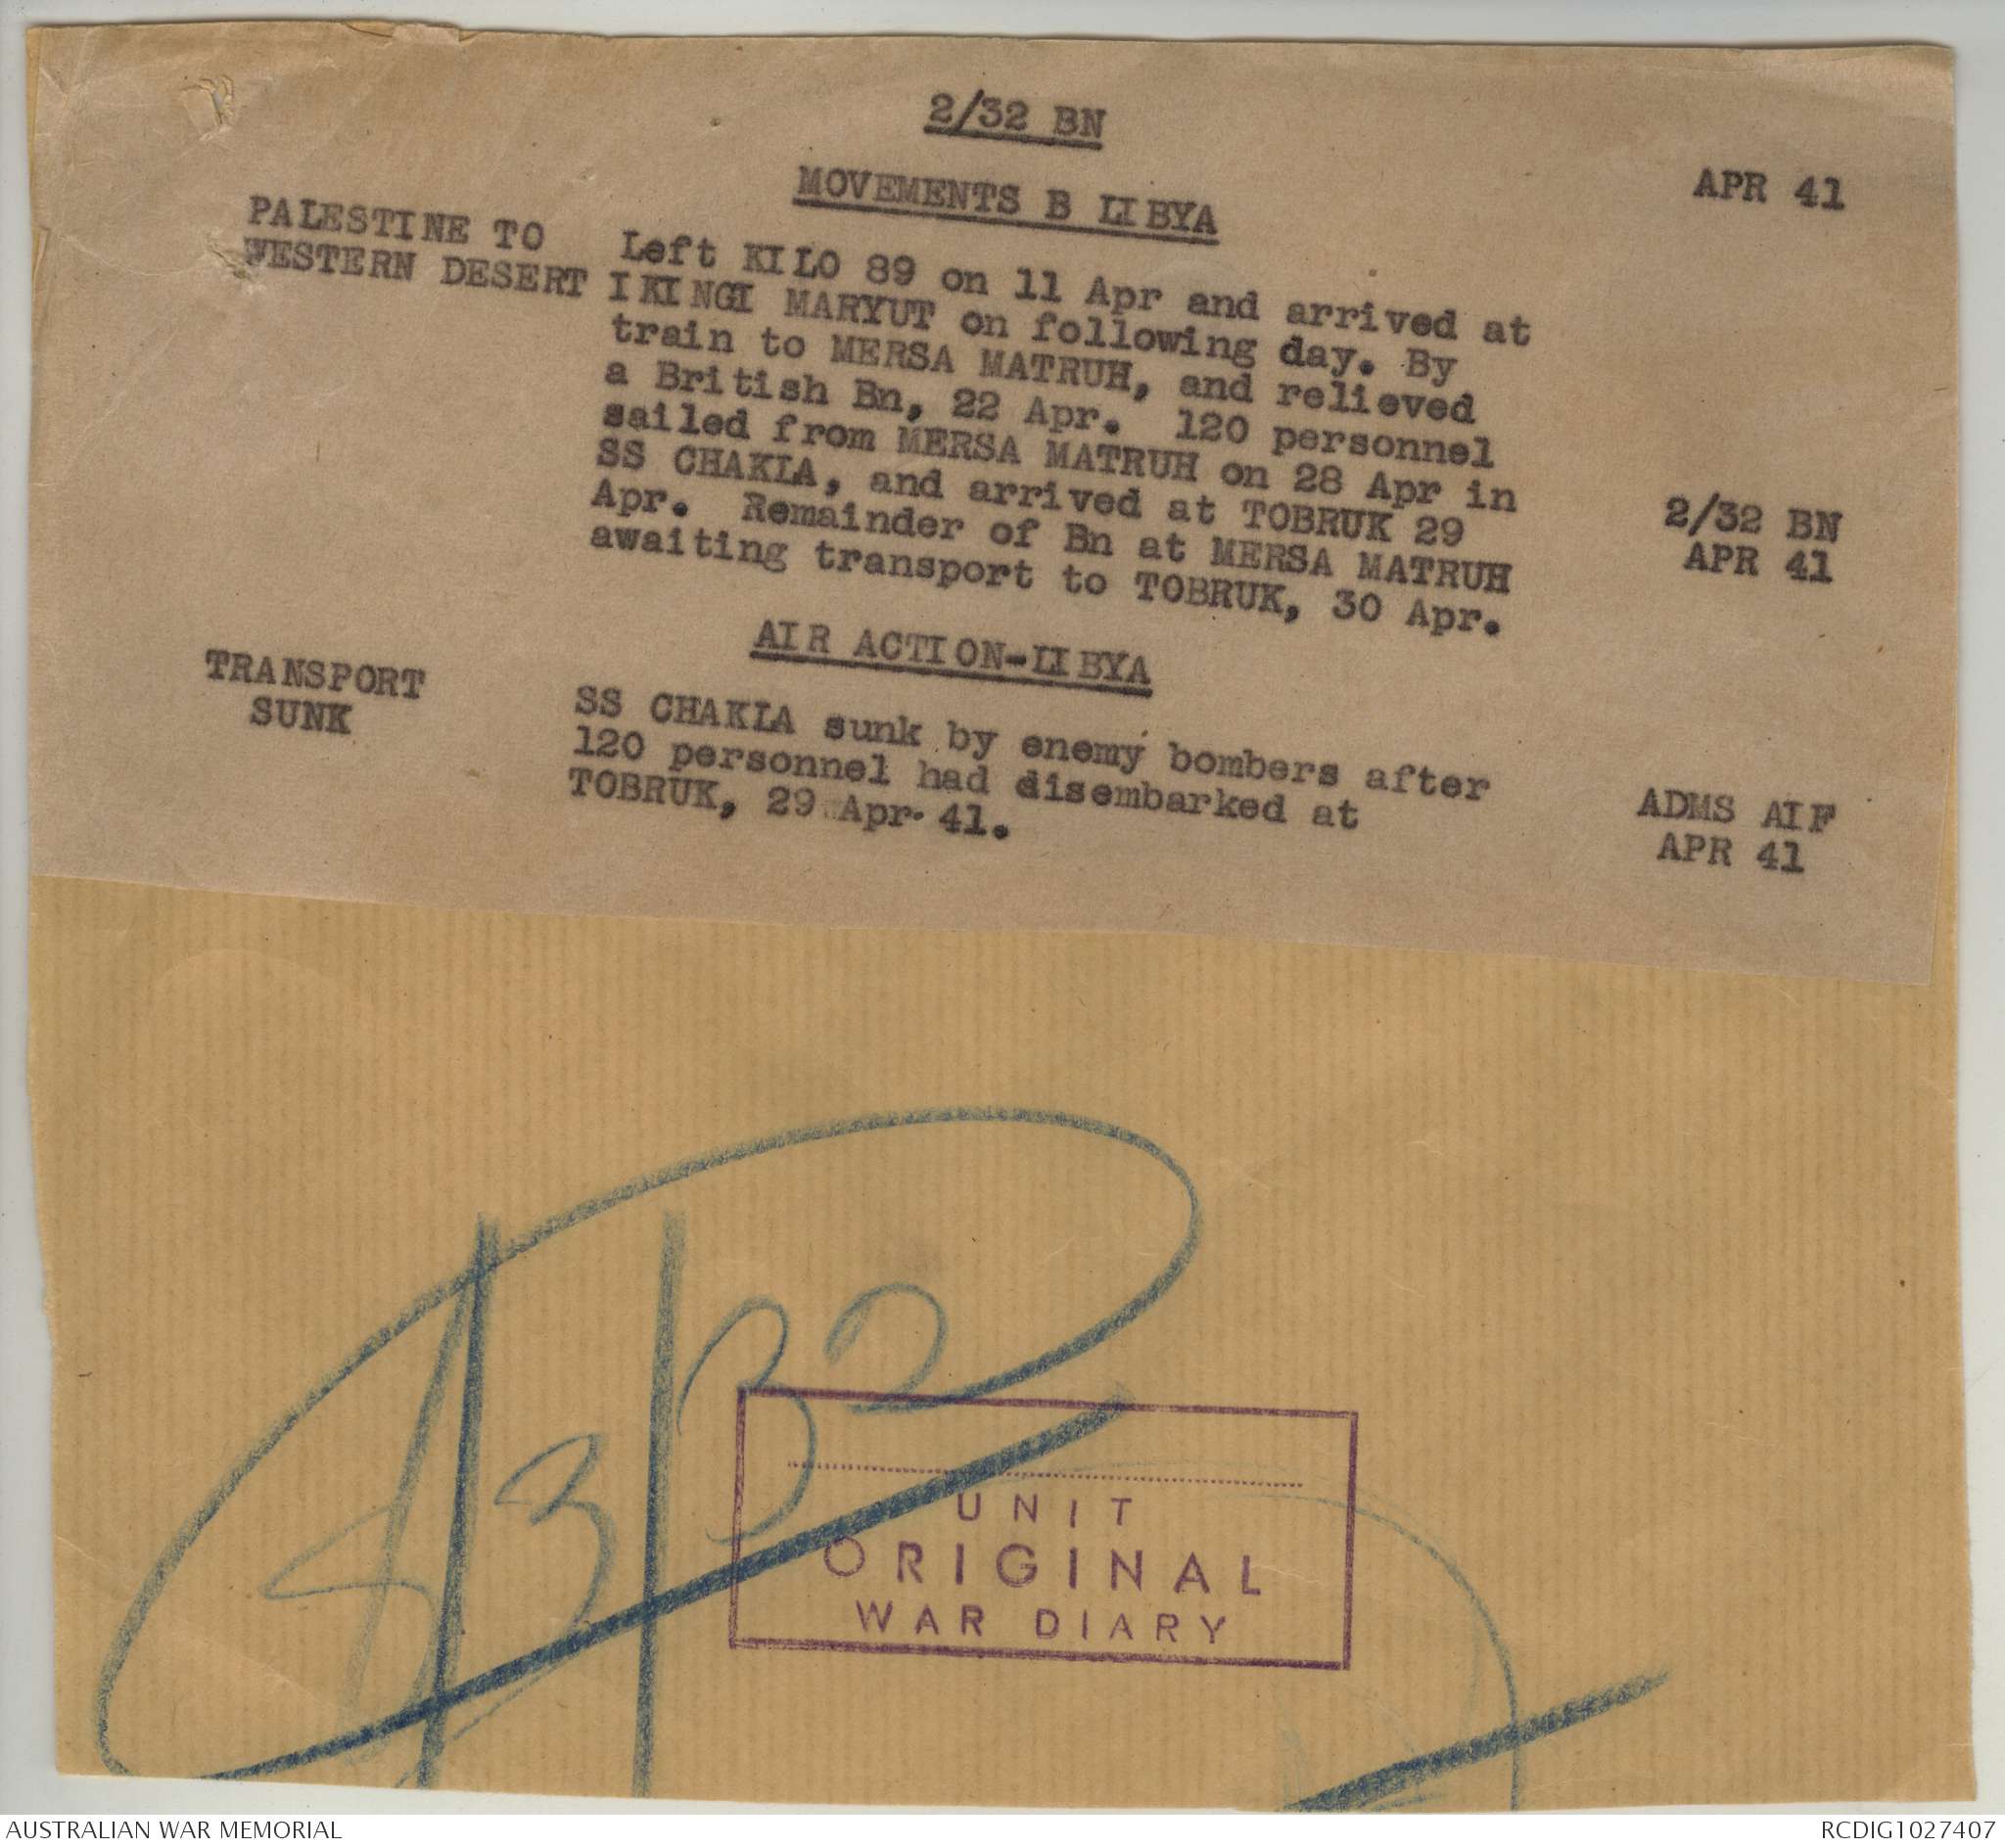 2/32 BN
MOVEMENTS B LIBYA
APR 41
PALESTINE TO
WESTERN DESERT
Left KILO 89 on 11 Apr and arrived at
IKINGI MARYUT on following day. By
train to MERSA MATRUH, and relieved
a British Bn, 22 Apr. 120 personnel
sailed from MERSA MATRUH on 28 Apr in
SS CHAKLA, and arrived at TOBRUK 29
Apr. Remainder of Bn at MERSA MATRUH
awaiting transport to TOBRUK, 30 Apr.
2/32 BN
APR 41
AIR ACTION-LIBYA
TRANSPORT
SUNK
SS CHAKLA sunk by enemy bombers after
120 personnel had disembarked at
TOBRUK, 29 Apr. 41.
ADMS AIF
APR 41
8/3/32
UNIT
ORIGINAL
WAR DIARY
AUSTRALIAN WAR MEMORIAL
RCDIG1027407